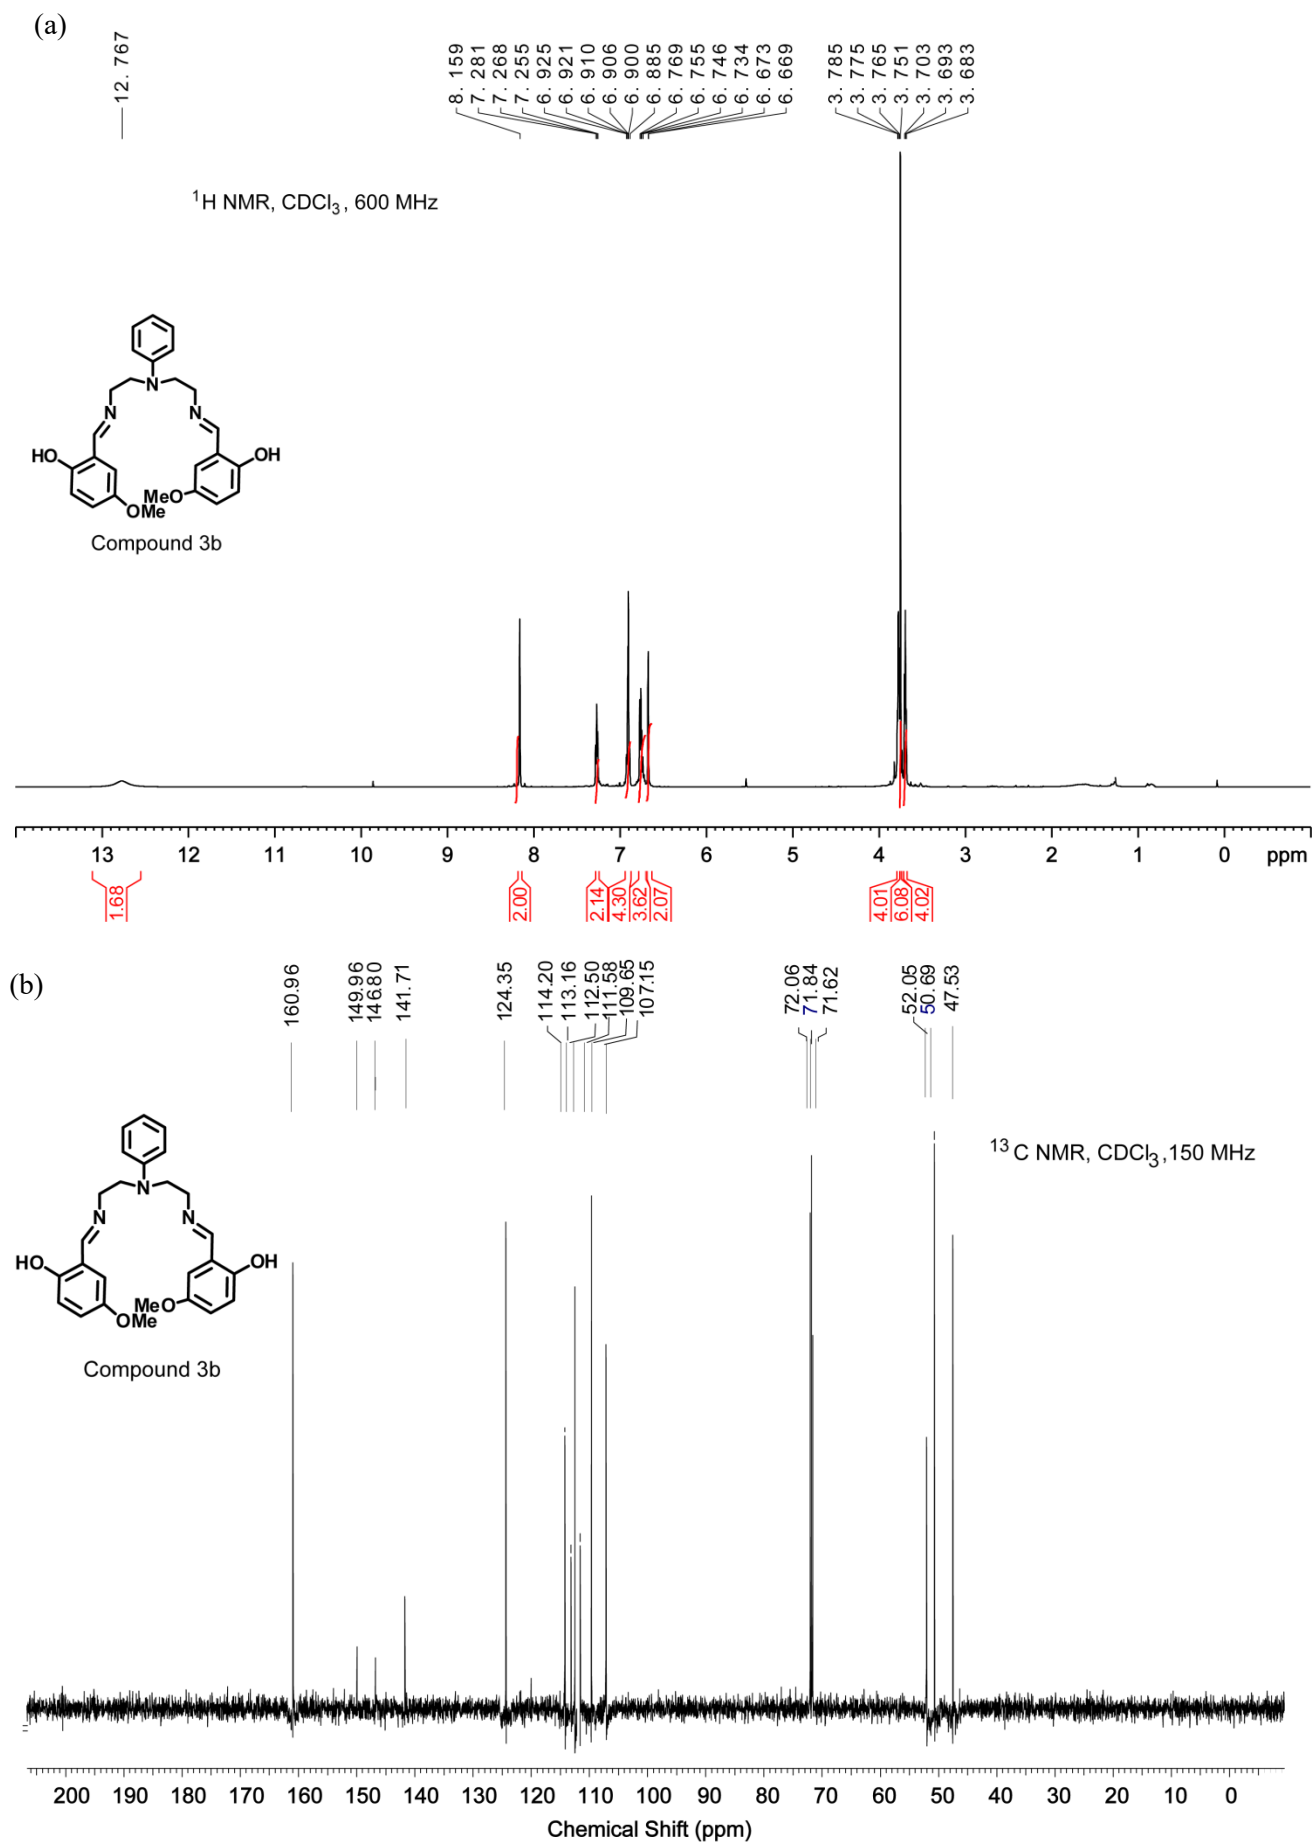 (a)
12. 767
8. 159
7. 281
7. 268
7. 255
6. 925
6. 921
6. 910
6. 906
6. 900
6. 885
6. 769
6. 755
6. 746
6. 734
6. 673
6. 669
3. 785
3. 775
3. 765
3. 751
3. 703
3. 693
3. 683
¹H NMR, CDCl₃, 600 MHz
N
N
N
HO
OH
MeO
OMe
Compound 3b
13 12 11 10 9 8 7 6 5 4 3 2 1 0 ppm
1.68
2.00
2.14
4.30
3.62
2.07
4.01
6.08
4.02
(b)
160.96
149.96
146.80
141.71
124.35
114.20
113.16
112.50
111.58
109.65
107.15
72.06
71.84
71.62
52.05
50.69
47.53
¹³C NMR, CDCl₃,150 MHz
N
N
N
HO
OH
MeO
OMe
Compound 3b
200 190 180 170 160 150 140 130 120 110 100 90 80 70 60 50 40 30 20 10 0
Chemical Shift (ppm)